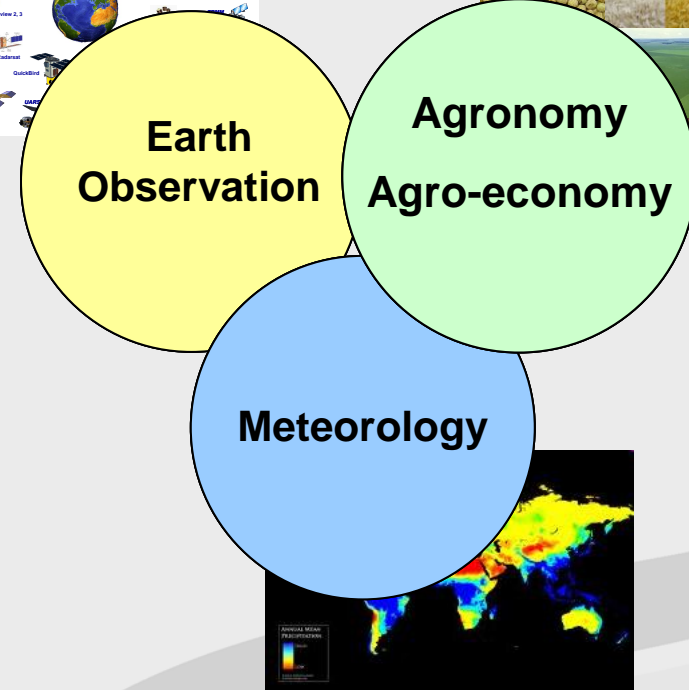 view 2, 3
QuickBird
Earth
Observation
Agronomy
Agro-economy
Meteorology
ANNUAL MEAN
PRECIPITATION